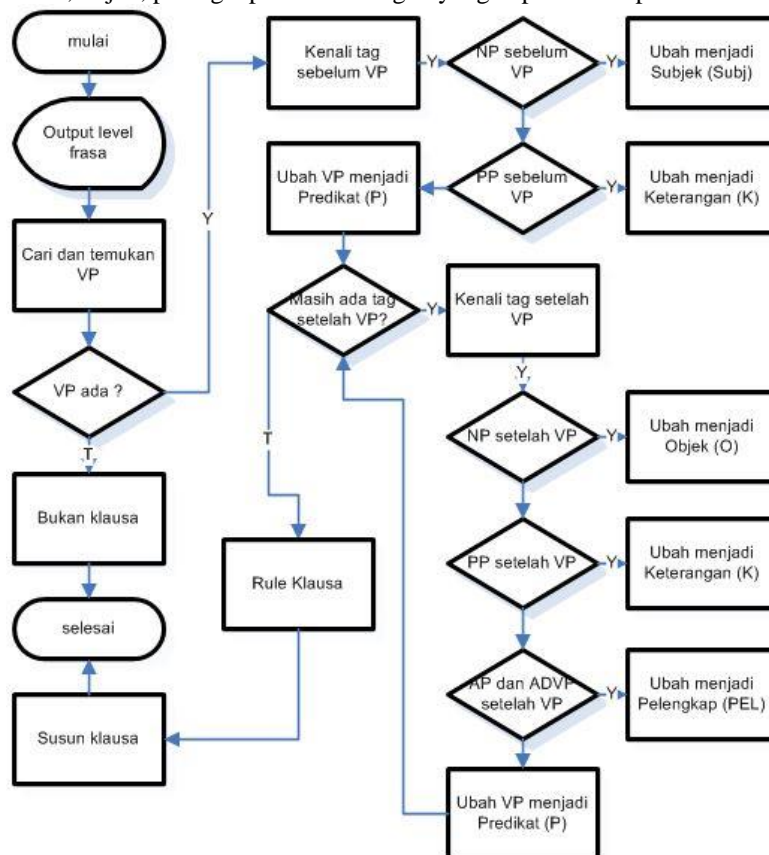 mulai
Output level
frasa
Cari dan temukan
VP
VP ada ?
T
Bukan klausa
selesai
Susun klausa
Y
Kenali tag
sebelum VP
Y
NP sebelum
VP
Y
Ubah menjadi
Subjek (Subj)
PP sebelum
VP
Y
Ubah menjadi
Keterangan (K)
Ubah VP menjadi
Predikat (P)
Masih ada tag
setelah VP?
Y
Kenali tag setelah
VP
T
Rule Klausa
Y
NP setelah VP
Y
Ubah menjadi
Objek (O)
PP setelah VP
Y
Ubah menjadi
Keterangan (K)
AP dan ADVP
setelah VP
Y
Ubah menjadi
Pelengkap (PEL)
Ubah VP menjadi
Predikat (P)